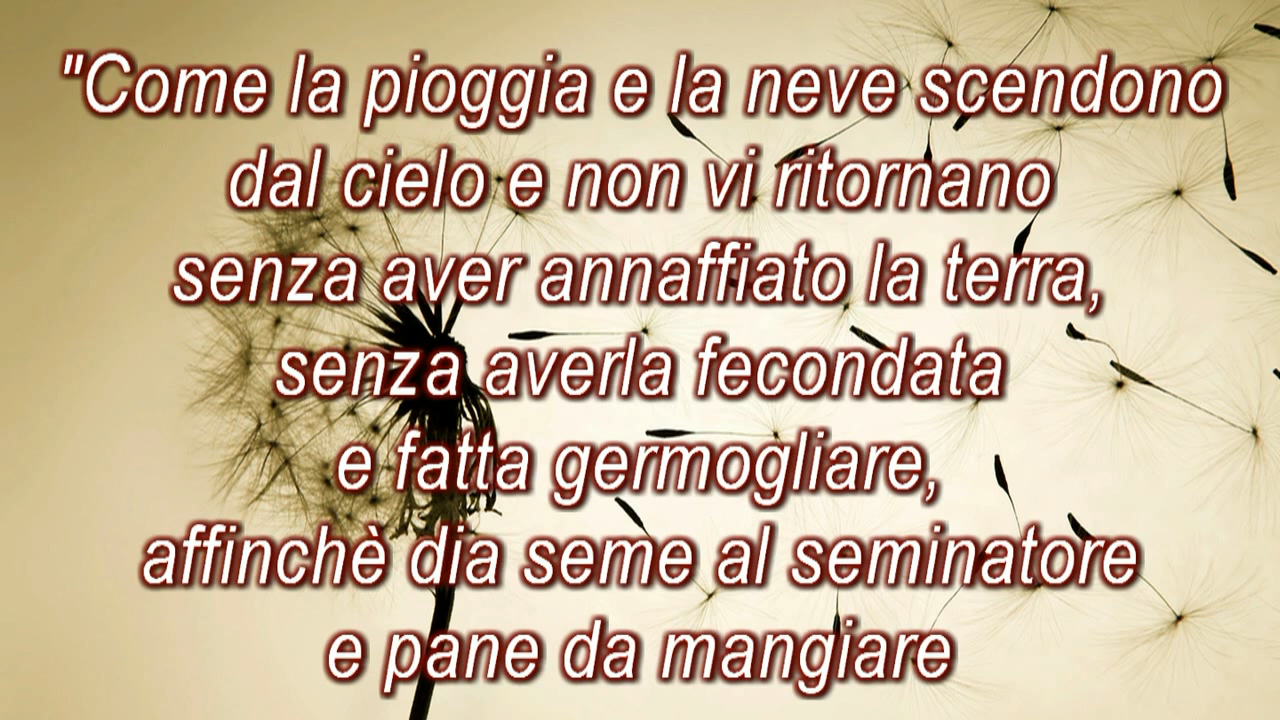 "Come la pioggia e la neve scendono
dal cielo e non vi ritornano
senza aver annaffiato la terra,
senza averla fecondata
e fatta germogliare,
affinchè dia seme al seminatore
e pane da mangiare